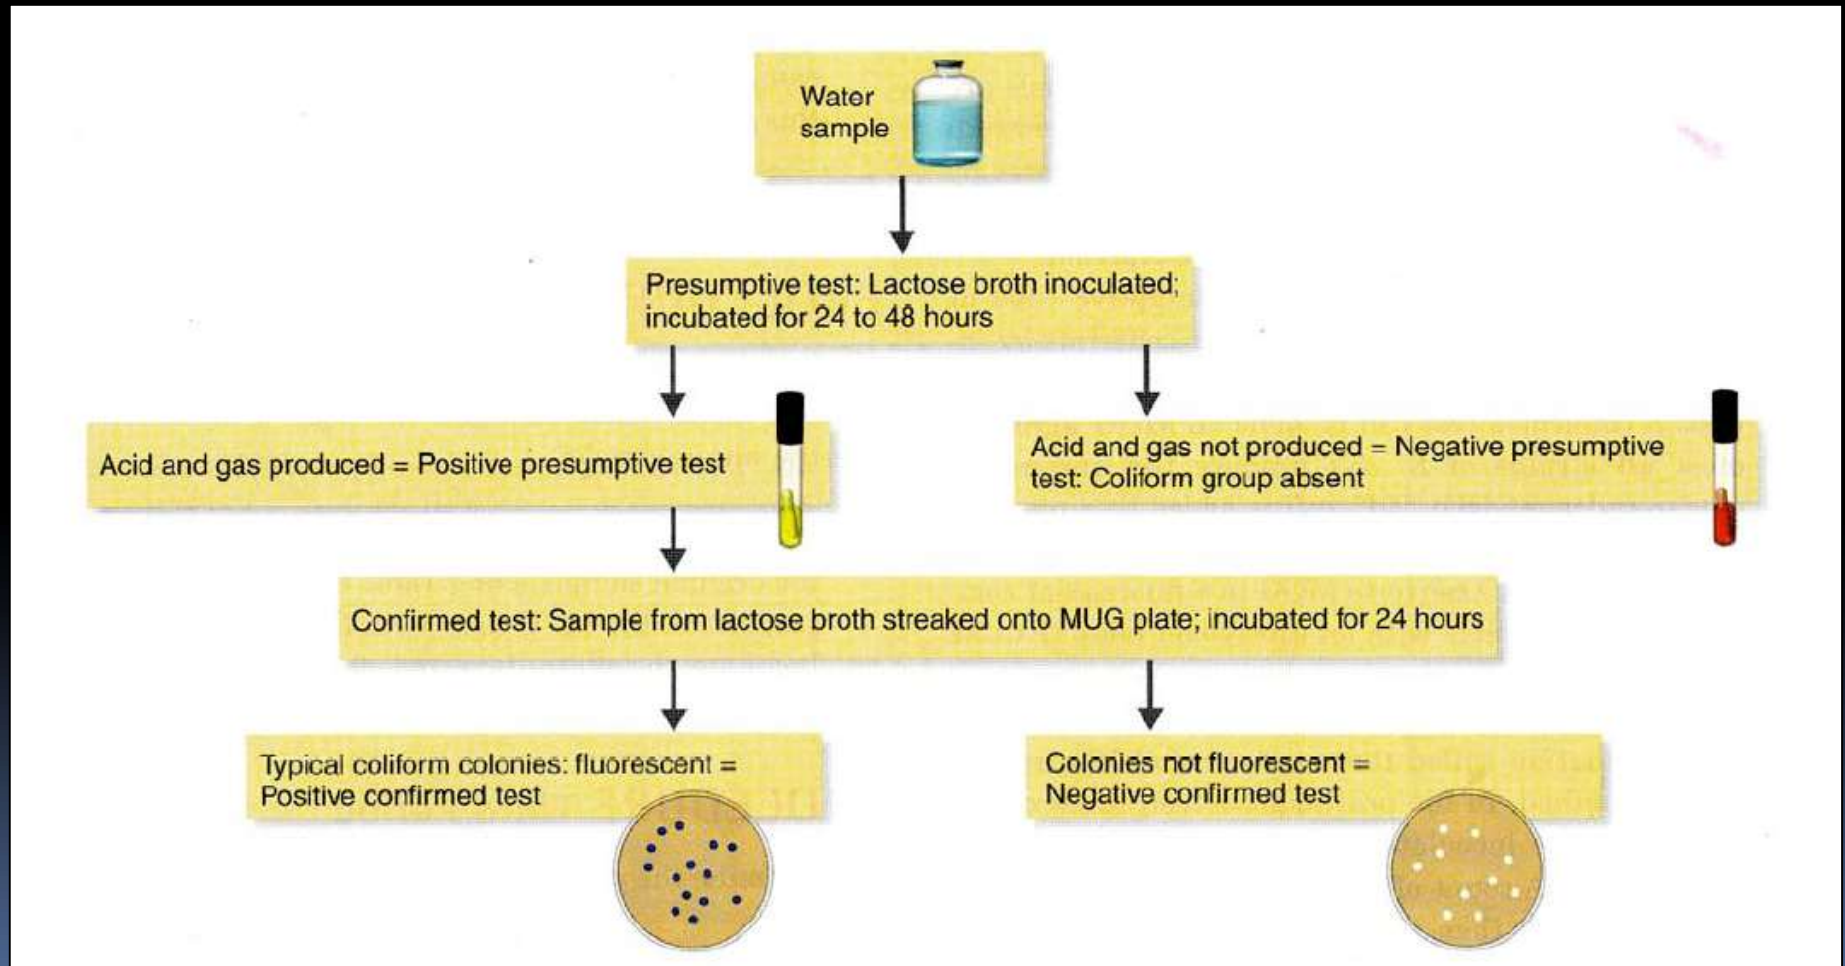 Water
sample
Presumptive test: Lactose broth inoculated;
incubated for 24 to 48 hours
Acid and gas produced = Positive presumptive test
Acid and gas not produced = Negative presumptive
test: Coliform group absent
Confirmed test: Sample from lactose broth streaked onto MUG plate; incubated for 24 hours
Typical coliform colonies: fluorescent =
Positive confirmed test
Colonies not fluorescent =
Negative confirmed test